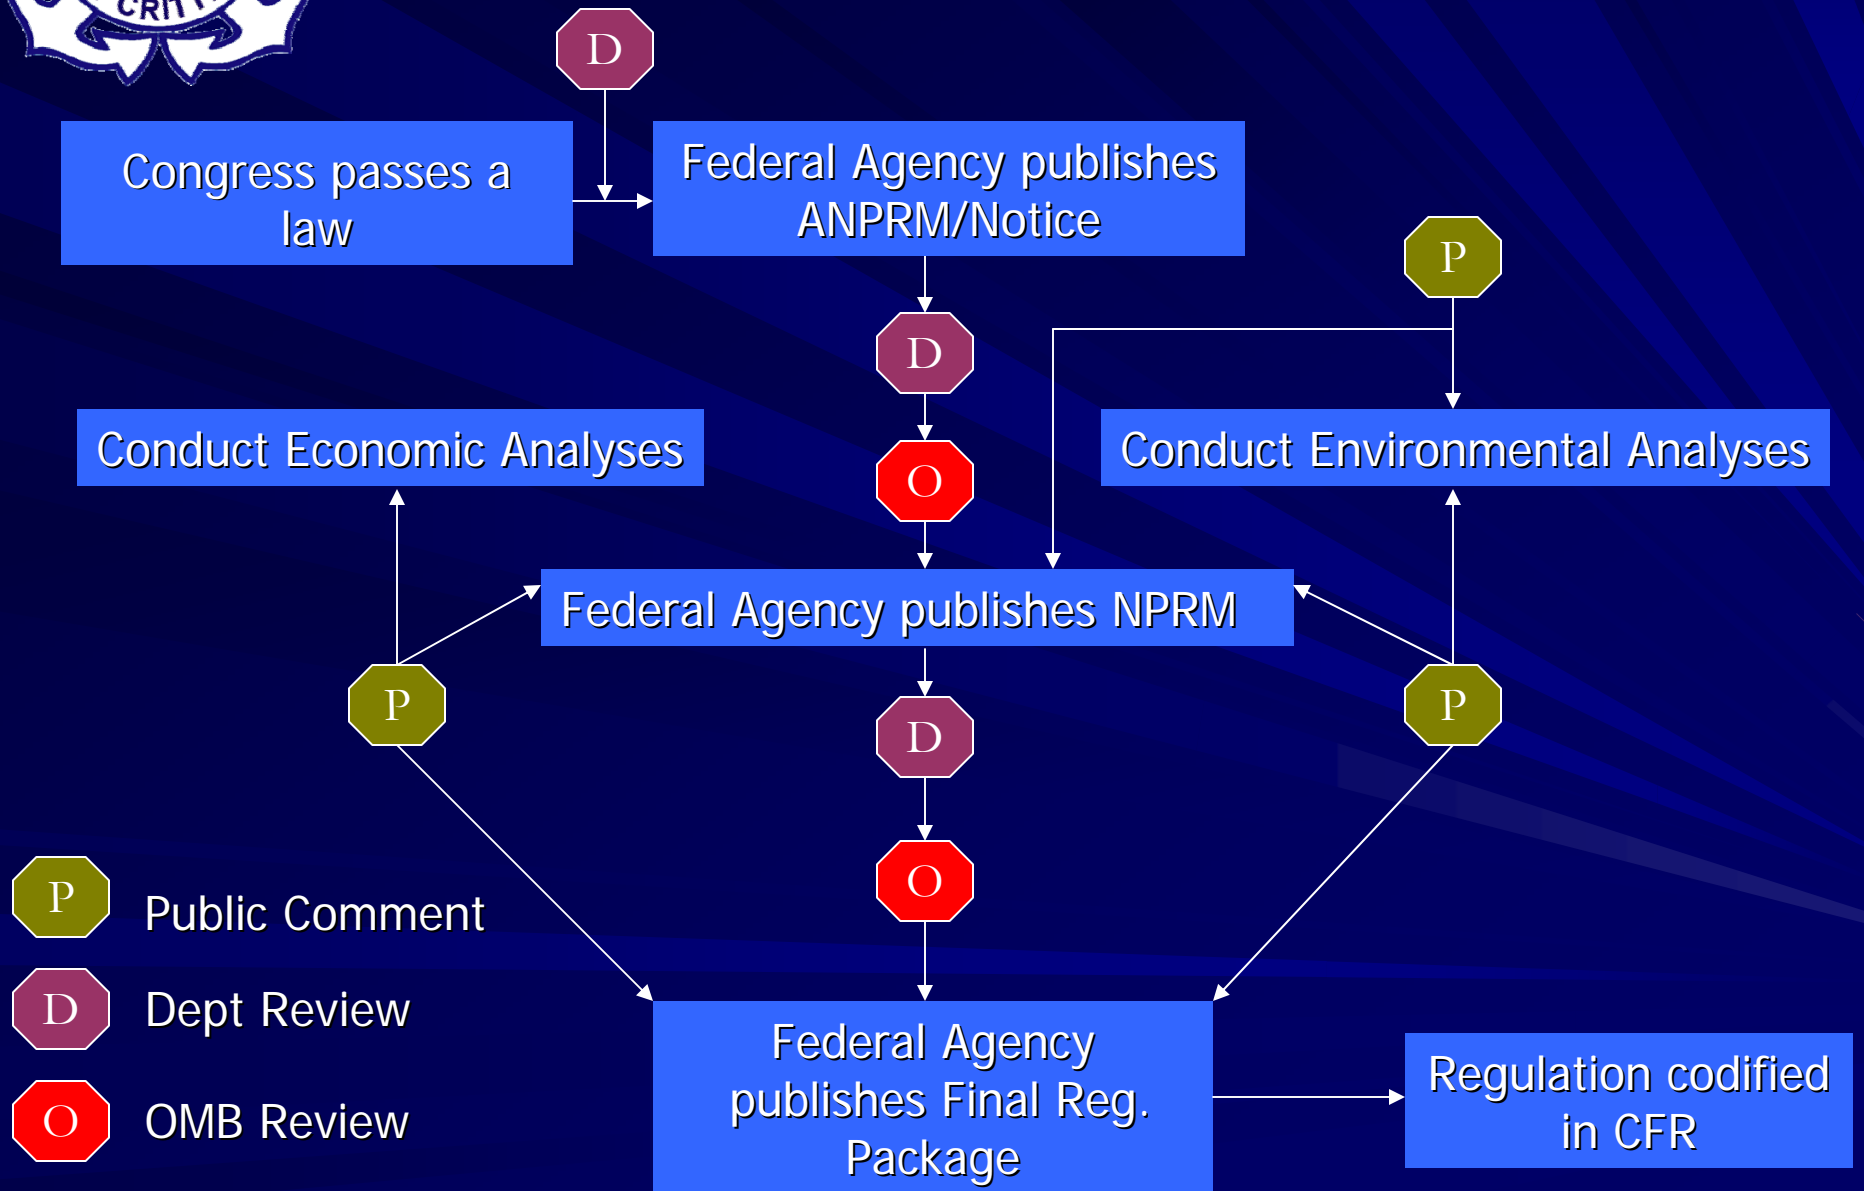 D
Congress passes a
law
Federal Agency publishes
ANPRM/Notice
P
D
Conduct Economic Analyses
O
Conduct Environmental Analyses
Federal Agency publishes NPRM
P
D
P
O
P Public Comment
D Dept Review
O OMB Review
Federal Agency
publishes Final Reg.
Package
Regulation codified
in CFR